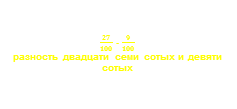 27/100 - 9/100
разность двадцати семи сотых и девяти
сотых